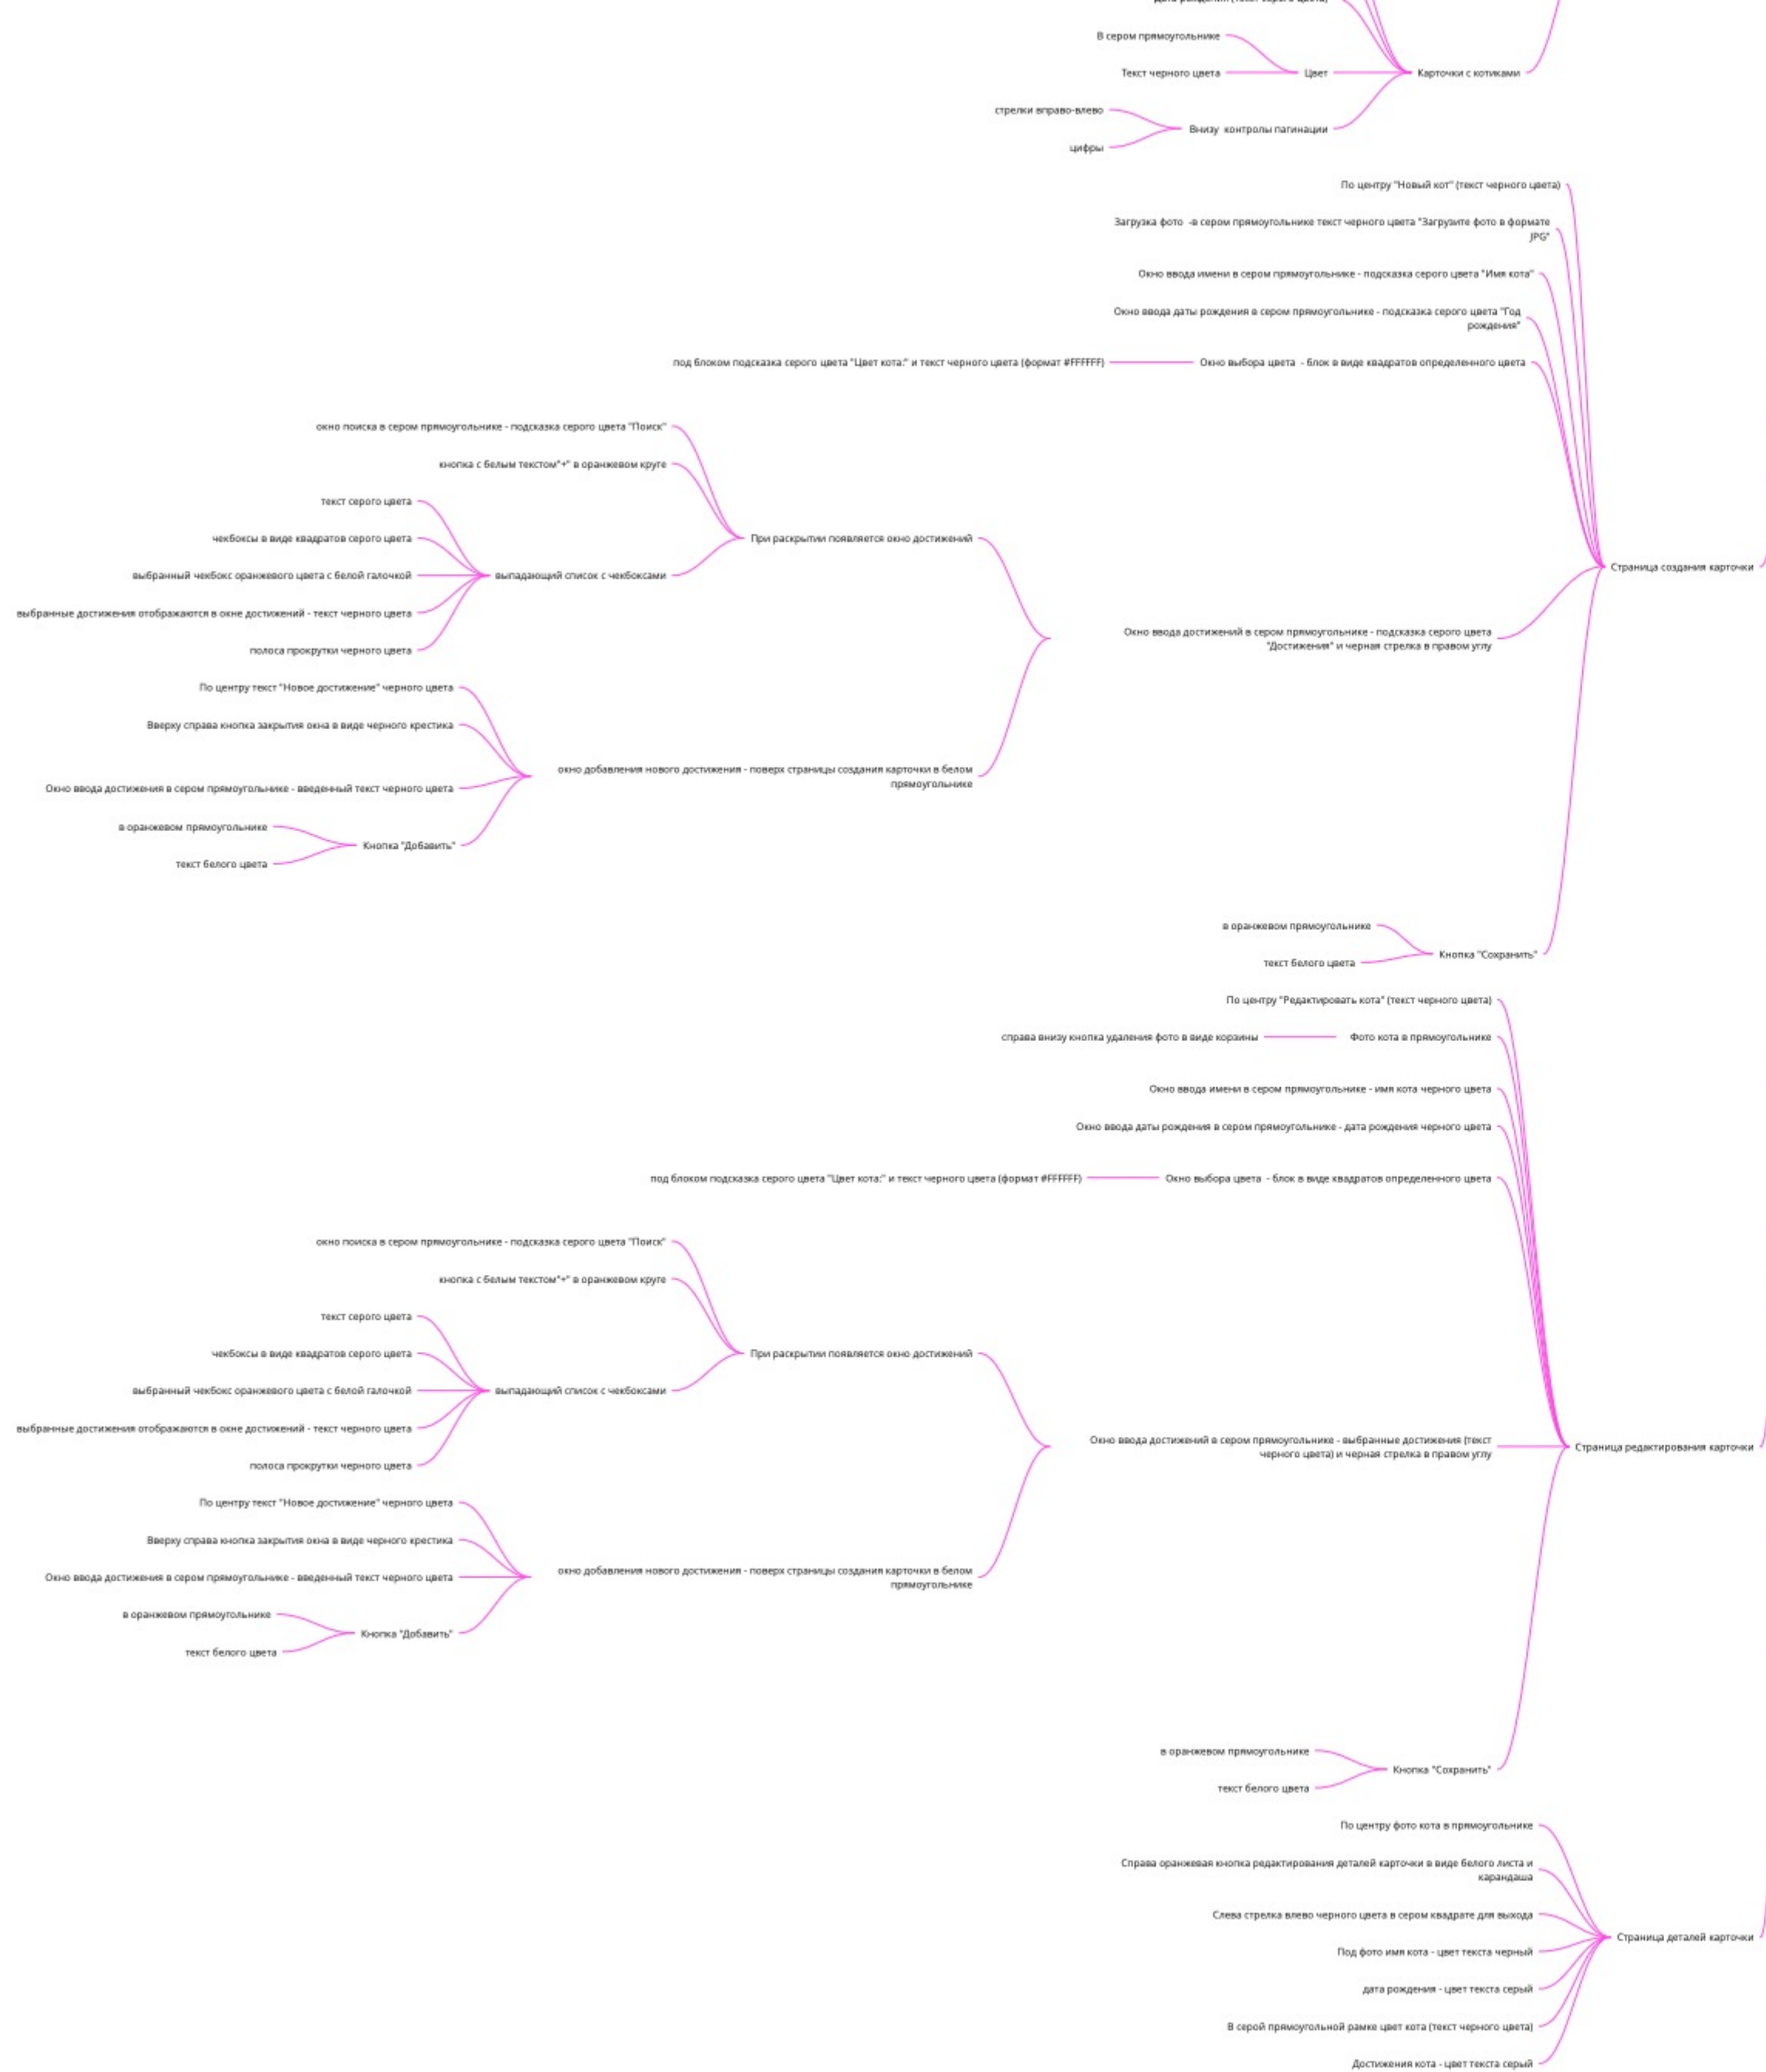 Дата рождения (текст серого цвета)
В сером прямоугольнике
Текст черного цвета
Цвет
Карточки с котиками
стрелки вправо-влево
Внизу контролы пагинации
цифры
По центру "Новый кот" (текст черного цвета)
Загрузка фото -в сером прямоугольнике текст черного цвета "Загрузите фото в формате
JPG"
Окно ввода имени в сером прямоугольнике - подсказка серого цвета "Имя кота"
Окно ввода даты рождения в сером прямоугольнике - подсказка серого цвета "Год
рождения"
под блоком подсказка серого цвета "Цвет кота:" и текст черного цвета (формат #FFFFFF)
Окно выбора цвета - блок в виде квадратов определенного цвета
окно поиска в сером прямоугольнике - подсказка серого цвета "Поиск"
кнопка с белым текстом"+" в оранжевом круге
текст серого цвета
чекбоксы в виде квадратов серого цвета
При раскрытии появляется окно достижений
Страница создания карточки
выбранный чекбокс оранжевого цвета с белой галочкой
выпадающий список с чекбоксами
выбранные достижения отображаются в окне достижений - текст черного цвета
Окно ввода достижений в сером прямоугольнике - подсказка серого цвета
"Достижения" и черная стрелка в правом углу
полоса прокрутки черного цвета
По центру текст "Новое достижение" черного цвета
Вверху справа кнопка закрытия окна в виде черного крестика
окно добавления нового достижения - поверх страницы создания карточки в белом
прямоугольнике
Окно ввода достижения в сером прямоугольнике - введенный текст черного цвета
в оранжевом прямоугольнике
Кнопка "Добавить"
текст белого цвета
в оранжевом прямоугольнике
Кнопка "Сохранить"
текст белого цвета
По центру "Редактировать кота" (текст черного цвета)
справа внизу кнопка удаления фото в виде корзины
Фото кота в прямоугольнике
Окно ввода имени в сером прямоугольнике - имя кота черного цвета
Окно ввода даты рождения в сером прямоугольнике - дата рождения черного цвета
под блоком подсказка серого цвета "Цвет кота:" и текст черного цвета (формат #FFFFFF)
Окно выбора цвета - блок в виде квадратов определенного цвета
окно поиска в сером прямоугольнике - подсказка серого цвета "Поиск"
кнопка с белым текстом"+" в оранжевом круге
текст серого цвета
чекбоксы в виде квадратов серого цвета
При раскрытии появляется окно достижений
выбранный чекбокс оранжевого цвета с белой галочкой
выпадающий список с чекбоксами
выбранные достижения отображаются в окне достижений - текст черного цвета
Окно ввода достижений в сером прямоугольнике - выбранные достижения (текст
черного цвета) и черная стрелка в правом углу
Страница редактирования карточки
полоса прокрутки черного цвета
По центру текст "Новое достижение" черного цвета
Вверху справа кнопка закрытия окна в виде черного крестика
Окно ввода достижения в сером прямоугольнике - введенный текст черного цвета
окно добавления нового достижения - поверх страницы создания карточки в белом
прямоугольнике
в оранжевом прямоугольнике
Кнопка "Добавить"
текст белого цвета
в оранжевом прямоугольнике
Кнопка "Сохранить"
текст белого цвета
По центру фото кота в прямоугольнике
Справа оранжевая кнопка редактирования деталей карточки в виде белого листа и
карандаша
Слева стрелка влево черного цвета в сером квадрате для выхода
Страница деталей карточки
Под фото имя кота - цвет текста черный
дата рождения - цвет текста серый
В серой прямоугольной рамке цвет кота (текст черного цвета)
Достижения кота - цвет текста серый